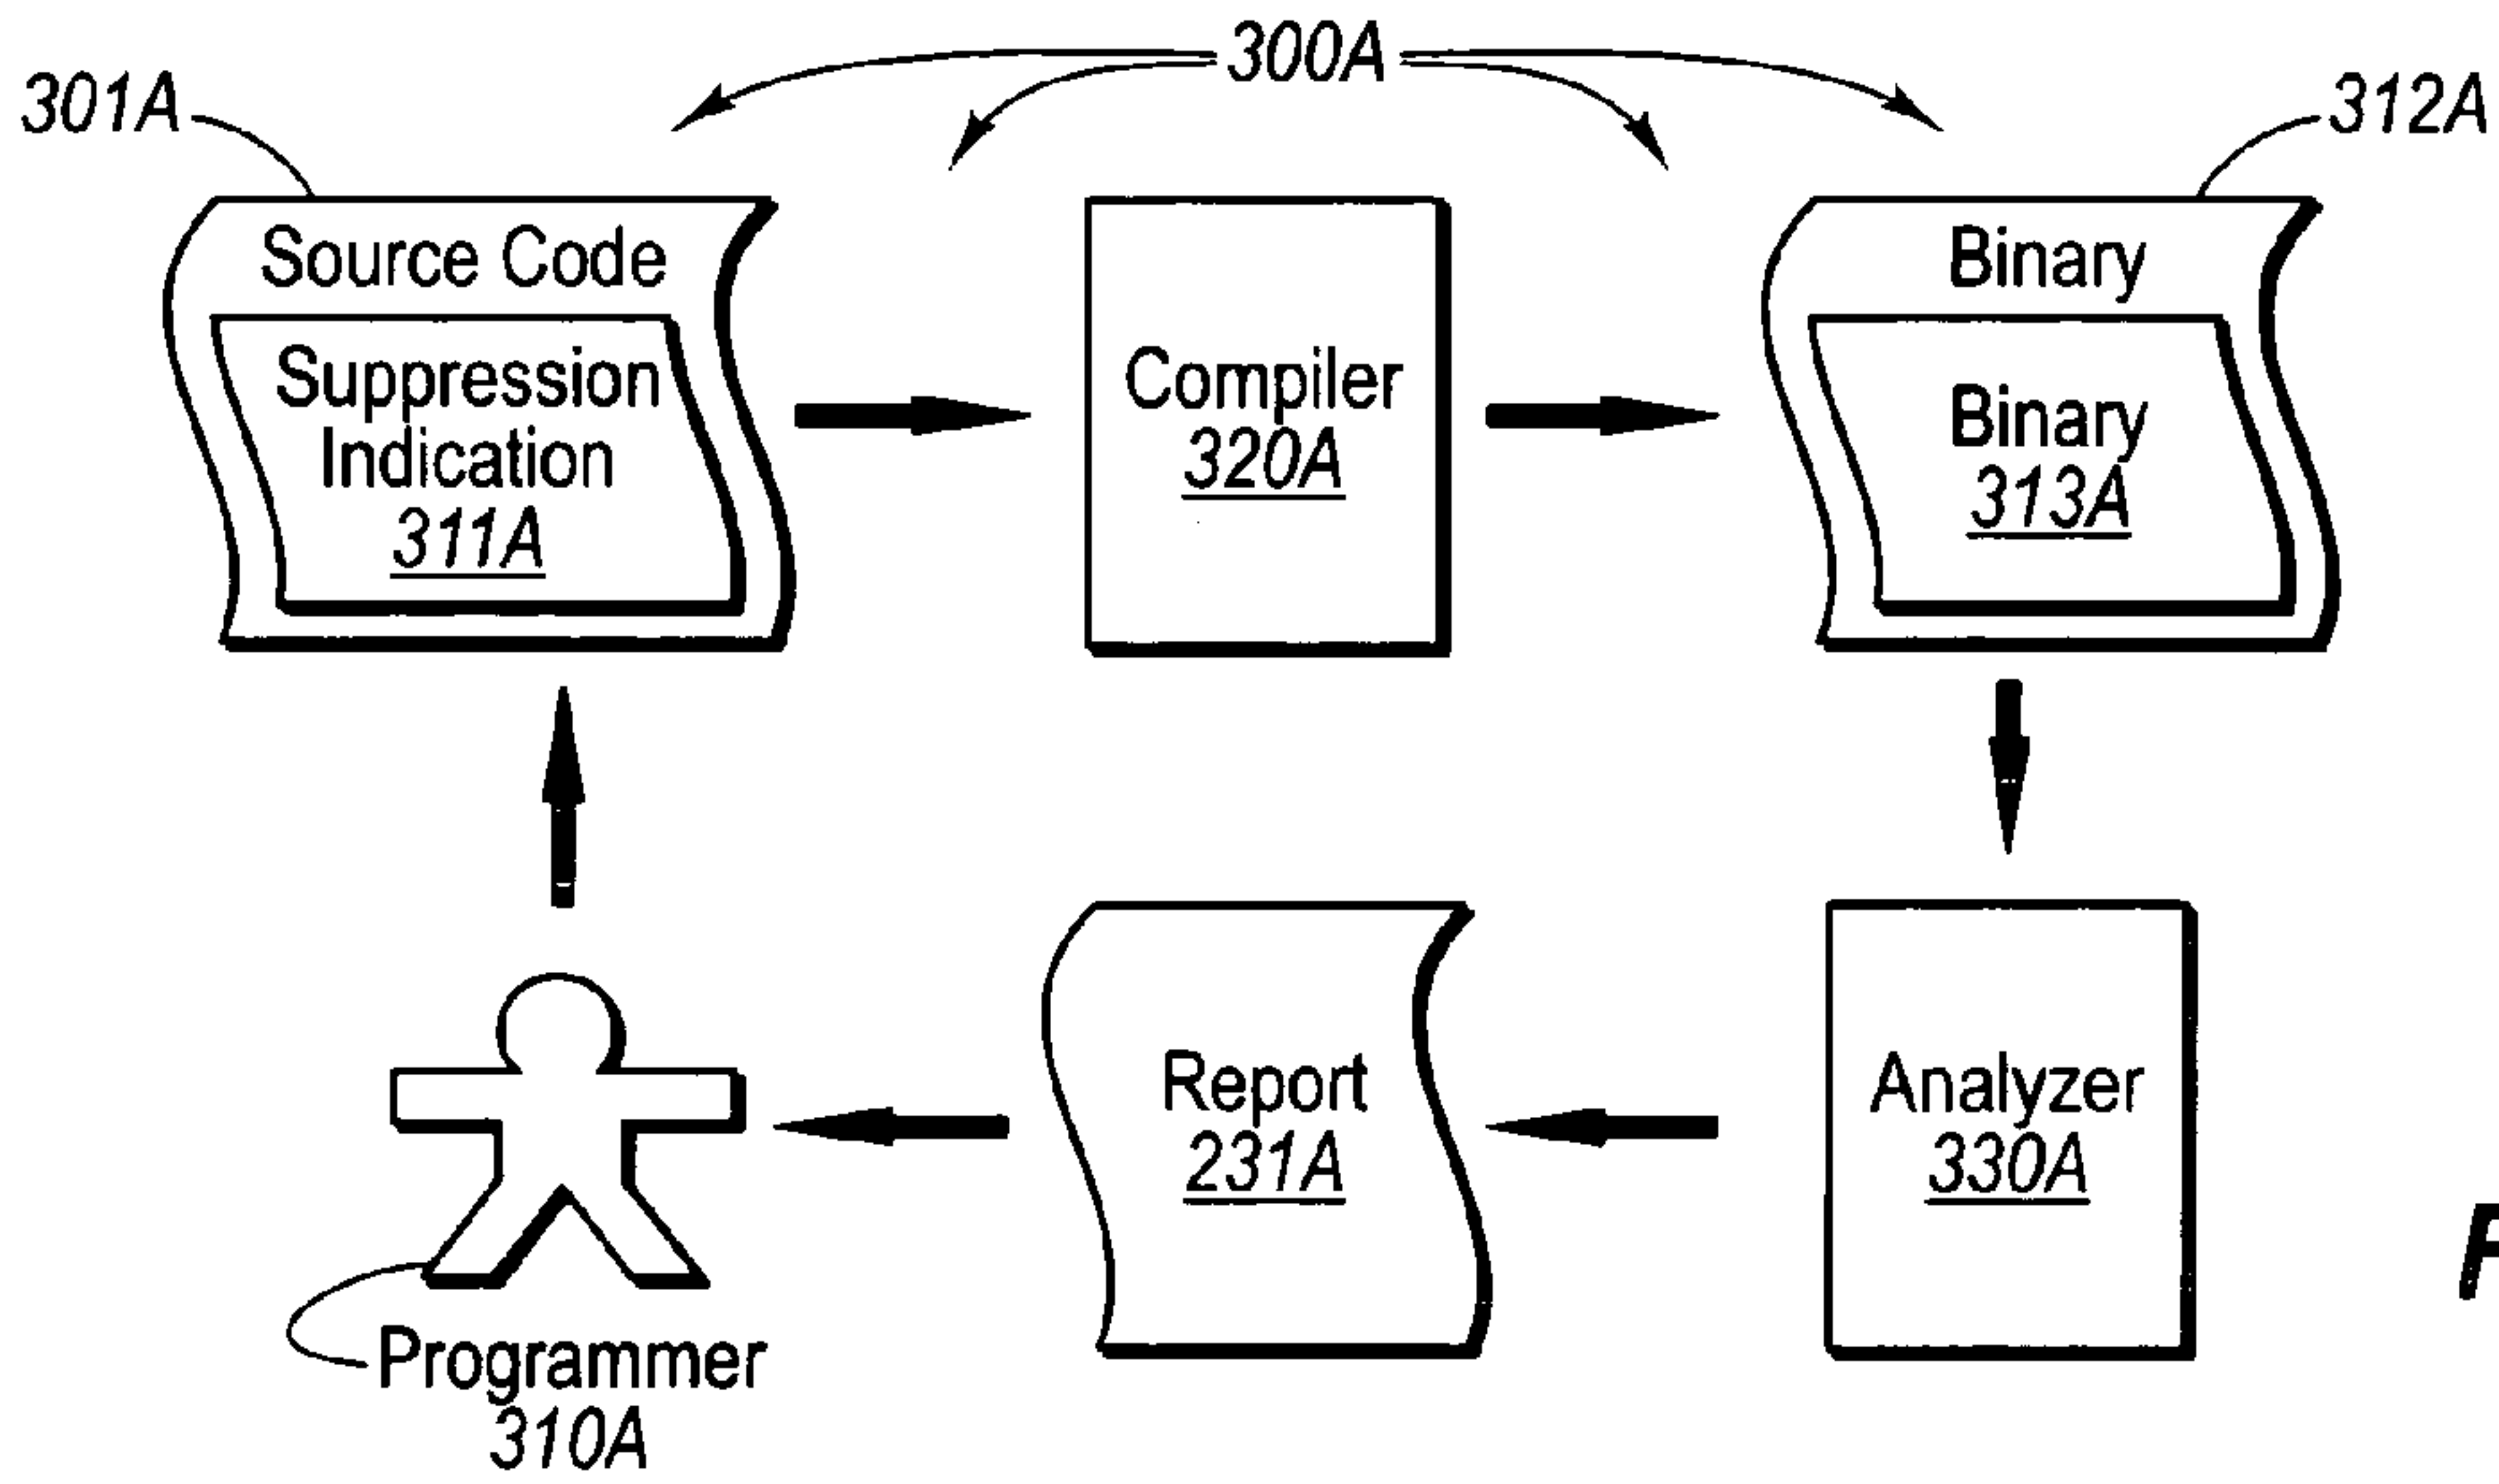 300A
301A
312A
Source Code
Suppression
Indication
311A
Compiler
320A
Binary
Binary
313A
Programmer
310A
Report
231A
Analyzer
330A
F